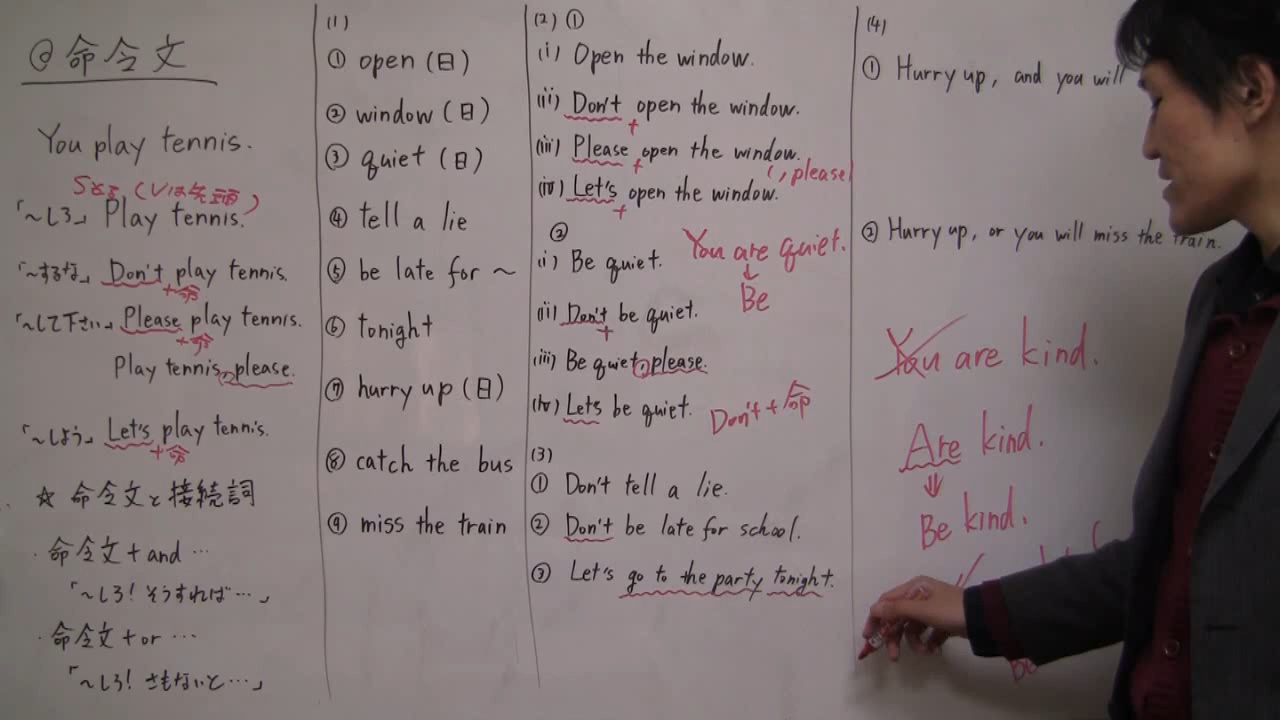 @ 命令文
You play tennis.
Sとる(Vは先頭)
「~しろ」 Play tennis.
「~するな」 Don't play tennis.
+命
「~して下さい」 Please play tennis.
+命
Play tennis, please.
「~しよう」 Let's play tennis.
+命
☆ 命令文と接続詞
・命令文+and …
「~しろ! そうすれば…」
・命令文+or …
「~しろ! さもないと…」
(1)
① open (日)
② window (日)
③ quiet (日)
④ tell a lie
⑤ be late for ~
⑥ tonight
⑦ hurry up (日)
⑧ catch the bus
⑨ miss the train
(2) ①
(i) Open the window.
(ii) Don't open the window.
+
(iii) Please open the window.
+
(, please)
(iv) Let's open the window.
+
②
(i) Be quiet.
You are quiet.
↓
Be
(ii) Don't be quiet.
+
(iii) Be quiet, please.
(iv) Let's be quiet.
Don't + 命
(3)
① Don't tell a lie.
② Don't be late for school.
③ Let's go to the party tonight.
(4)
① Hurry up, and you will
② Hurry up, or you will miss the train.
You are kind.
Are kind.
⇓
Be kind.
Be